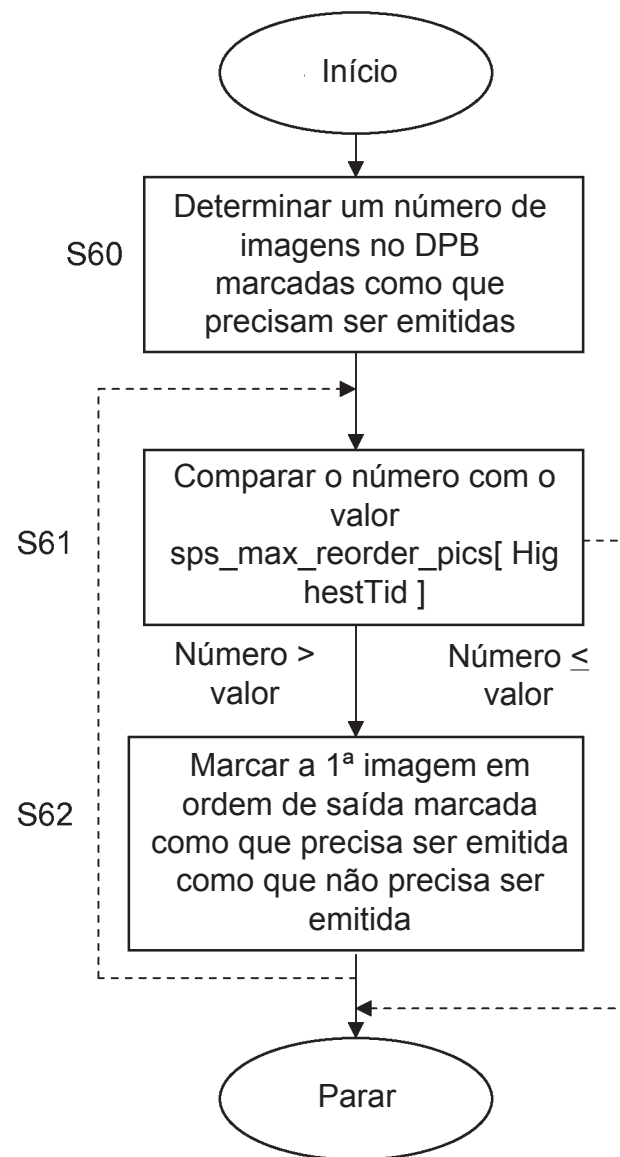 Início
S60
Determinar um número de
imagens no DPB
marcadas como que
precisam ser emitidas
S61
Comparar o número com o
valor
sps_max_reorder_pics[ Hig
hestTid ]
Número >
valor
Número ≤
valor
S62
Marcar a 1ª imagem em
ordem de saída marcada
como que precisa ser emitida
como que não precisa ser
emitida
Parar